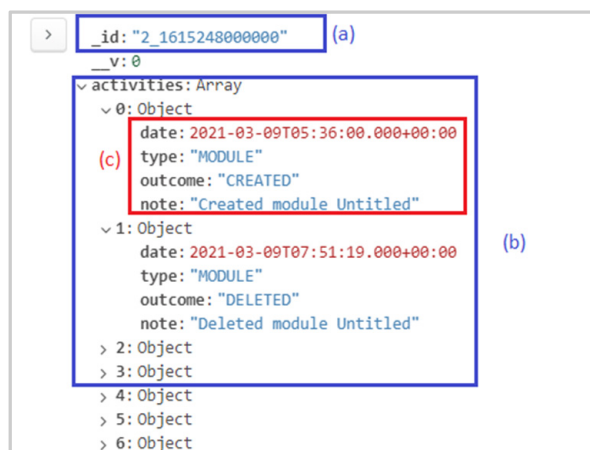 _id: "2_1615248000000" (a)
__v: 0
activities: Array
0: Object
date: 2021-03-09T05:36:00.000+00:00
(c) type: "MODULE"
outcome: "CREATED"
note: "Created module Untitled"
1: Object
(b)
date: 2021-03-09T07:51:19.000+00:00
type: "MODULE"
outcome: "DELETED"
note: "Deleted module Untitled"
2: Object
3: Object
4: Object
5: Object
6: Object